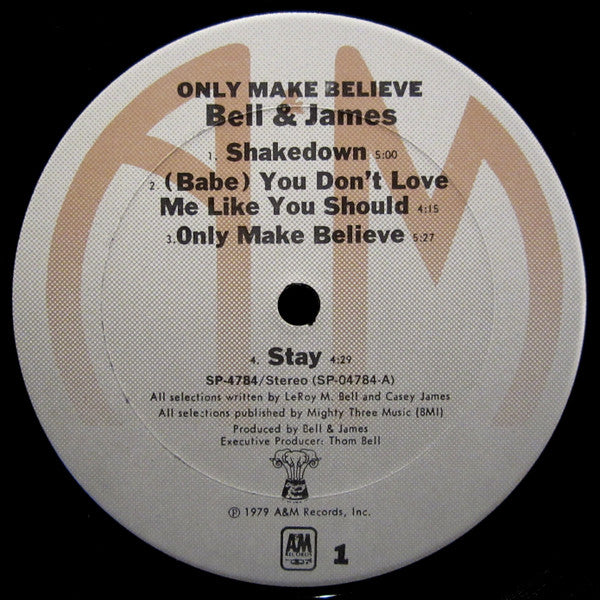 ONLY MAKE BELIEVE
Bell & James
1. Shakedown 5:00
2. (Babe) You Don't Love
Me Like You Should 4:15
3. Only Make Believe 5:27
4. Stay 4:29
SP-4784/Stereo (SP-04784-A)
All selections written by LeRoy M. Bell and Casey James
All selections published by Mighty Three Music (BMI)
Produced by Bell & James
Executive Producer: Thom Bell
℗ 1979 A&M Records, Inc.
A&M
RECORDS
1